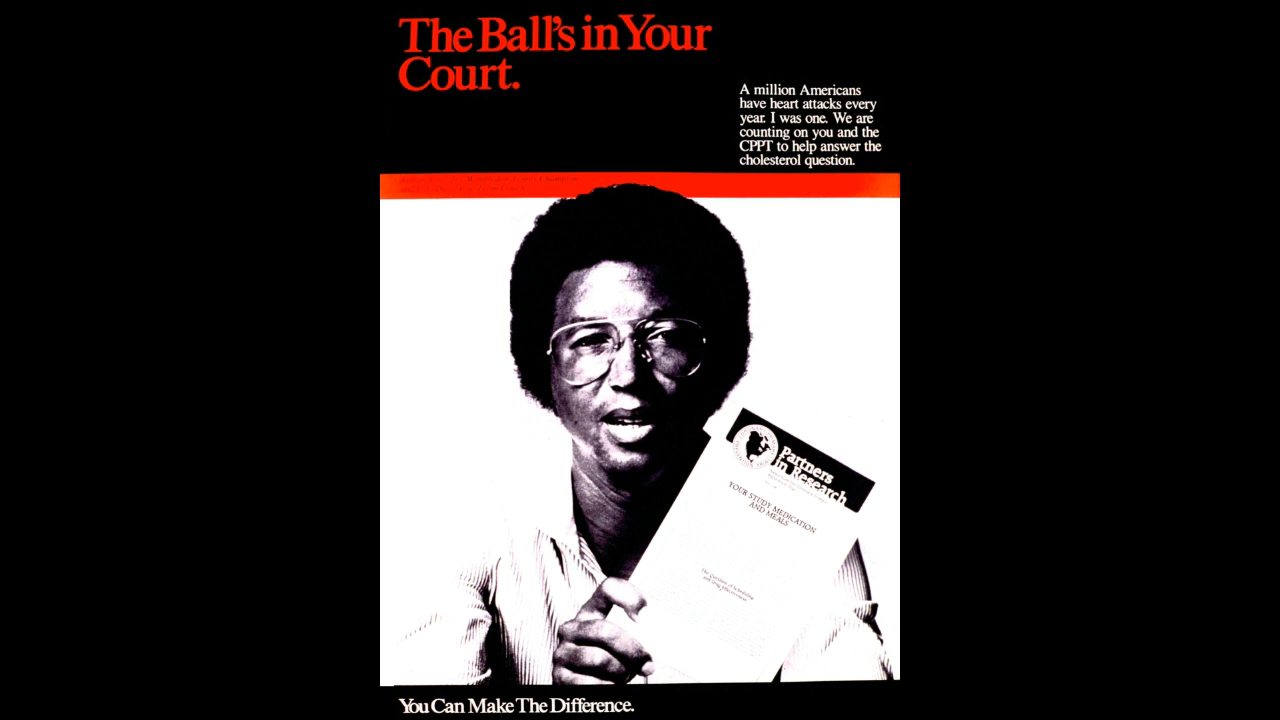 The Ball's in Your
Court.
A million Americans
have heart attacks every
year. I was one. We are
counting on you and the
CPPT to help answer the
cholesterol question.
Partners
in Research
YOUR STUDY MEDICATION
AND MEALS
You Can Make The Difference.